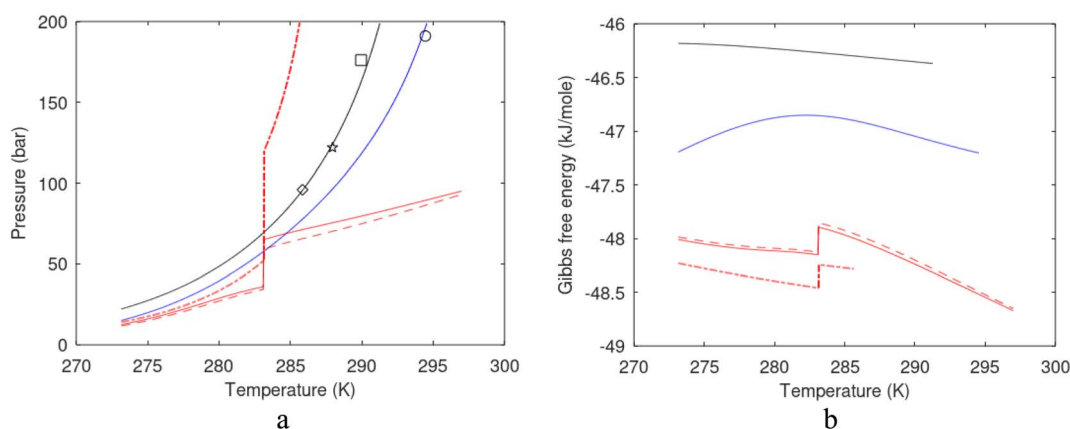 200
150
100
50
0
270 275 280 285 290 295 300
Pressure (bar)
Temperature (K)
a
-46
-46.5
-47
-47.5
-48
-48.5
-49
270 275 280 285 290 295 300
Gibbs free energy (kJ/mole)
Temperature (K)
b